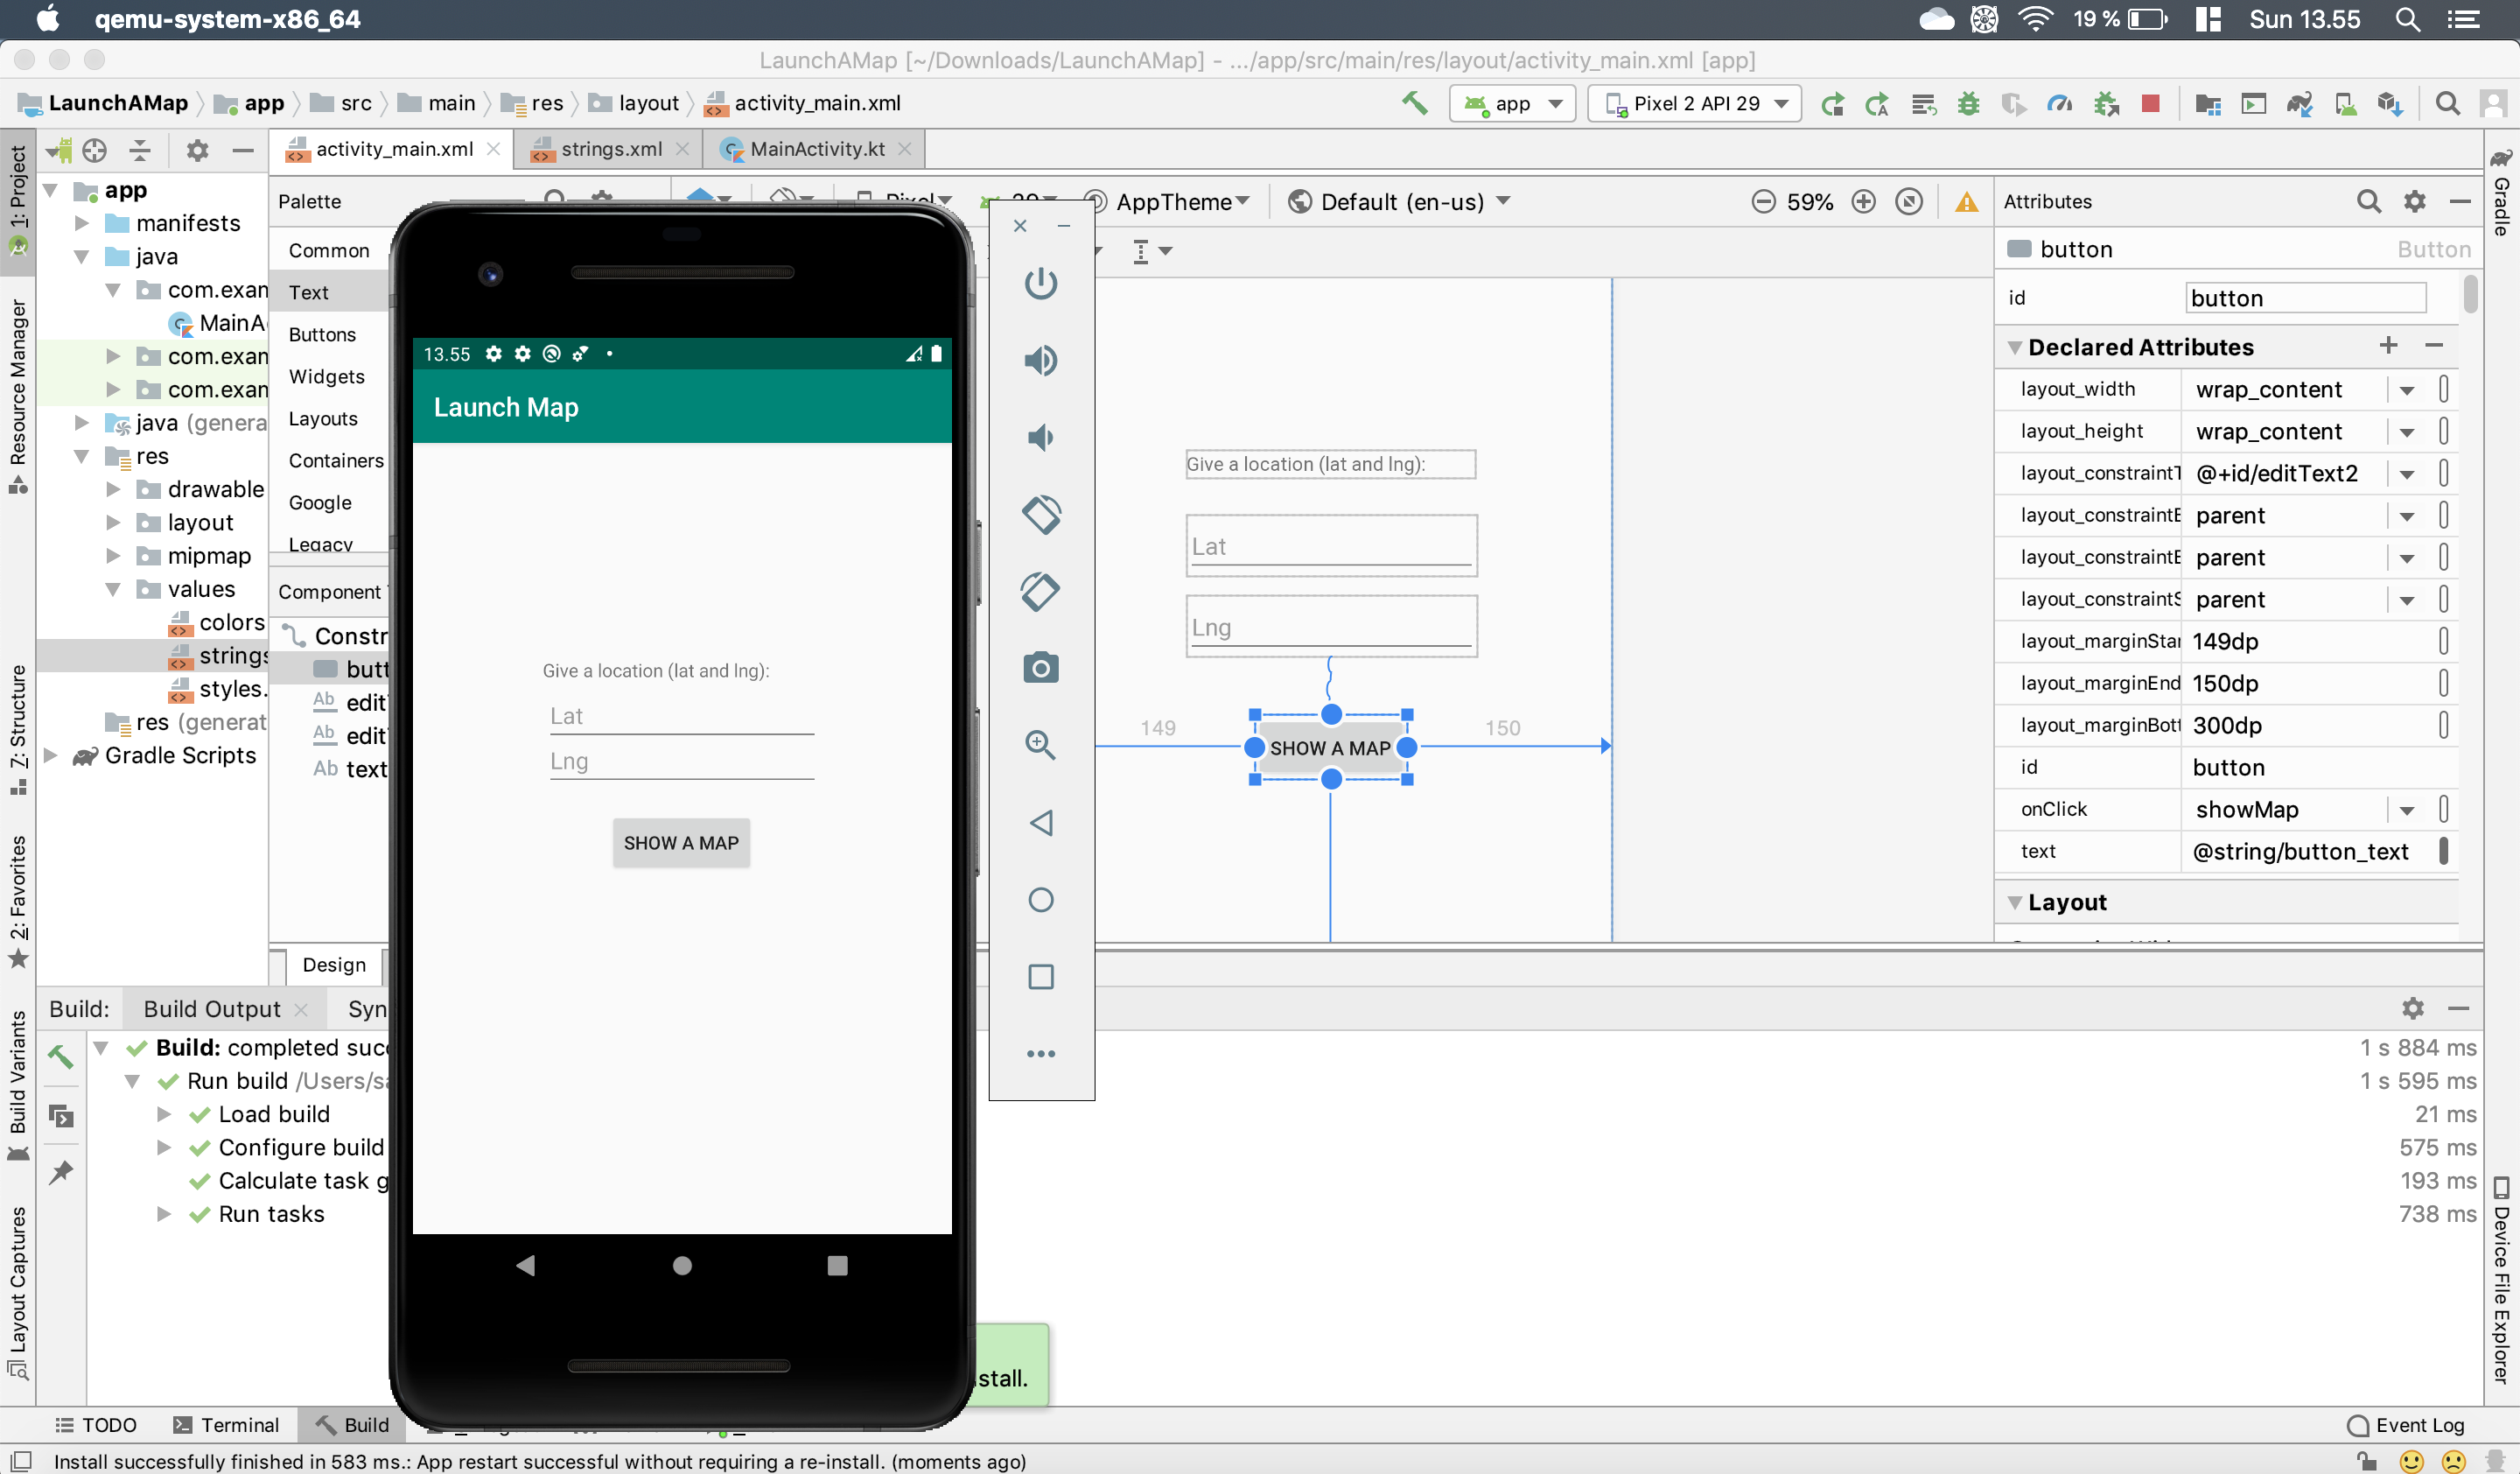 qemu-system-x86_64
19 %
Sun 13.55
LaunchAMap [~/Downloads/LaunchAMap] - .../app/src/main/res/layout/activity_main.xml [app]
LaunchAMap
app
src
main
res
layout
activity_main.xml
app
Pixel 2 API 29
activity_main.xml
strings.xml
MainActivity.kt
1: Project
Resource Manager
7: Structure
2: Favorites
Build Variants
Layout Captures
Gradle
Device File Explorer
app
manifests
java
com.exan
MainA
com.exan
com.exan
java (genera
res
drawable
layout
mipmap
values
colors
strings
styles.
res (generat
Gradle Scripts
Palette
Common
Text
Buttons
Widgets
Layouts
Containers
Google
Legacy
Component
Constr
butt
Ab edit
Ab edit
Ab text
Design
Pixel
29
AppTheme
Default (en-us)
59%
13.55
Launch Map
Give a location (lat and lng):
Lat
Lng
SHOW A MAP
Give a location (lat and lng):
Lat
Lng
149
SHOW A MAP
150
Attributes
button
Button
id
button
Declared Attributes
layout_width wrap_content
layout_height wrap_content
layout_constraintT @+id/editText2
layout_constraintE parent
layout_constraintE parent
layout_constraintS parent
layout_marginStar 149dp
layout_marginEnd 150dp
layout_marginBott 300dp
id button
onClick showMap
text @string/button_text
Layout
Build:
Build Output
Syn
Build: completed succ
1 s 884 ms
Run build /Users/sa
1 s 595 ms
Load build
21 ms
Configure build
575 ms
Calculate task g
193 ms
Run tasks
738 ms
stall.
TODO
Terminal
Build
Event Log
Install successfully finished in 583 ms.: App restart successful without requiring a re-install. (moments ago)